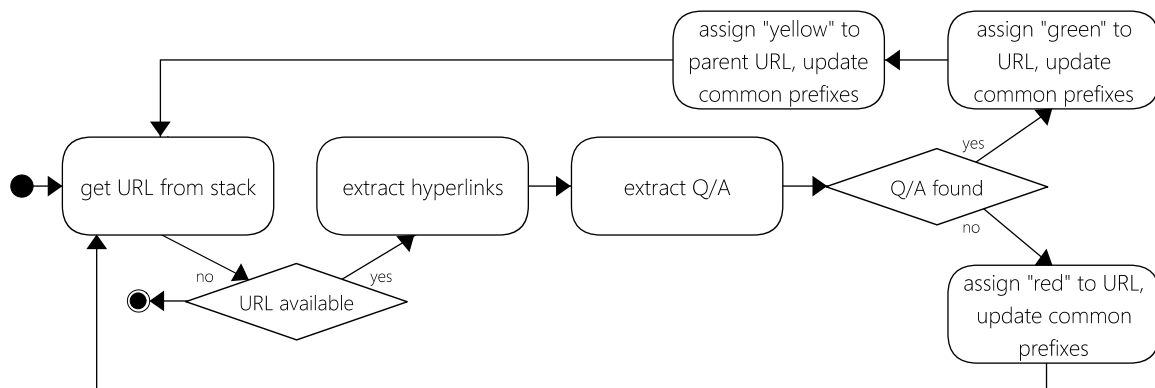 assign "yellow" to
parent URL, update
common prefixes
assign "green" to
URL, update
common prefixes
get URL from stack
extract hyperlinks
extract Q/A
Q/A found
yes
no
no
URL available
yes
assign "red" to URL,
update common
prefixes